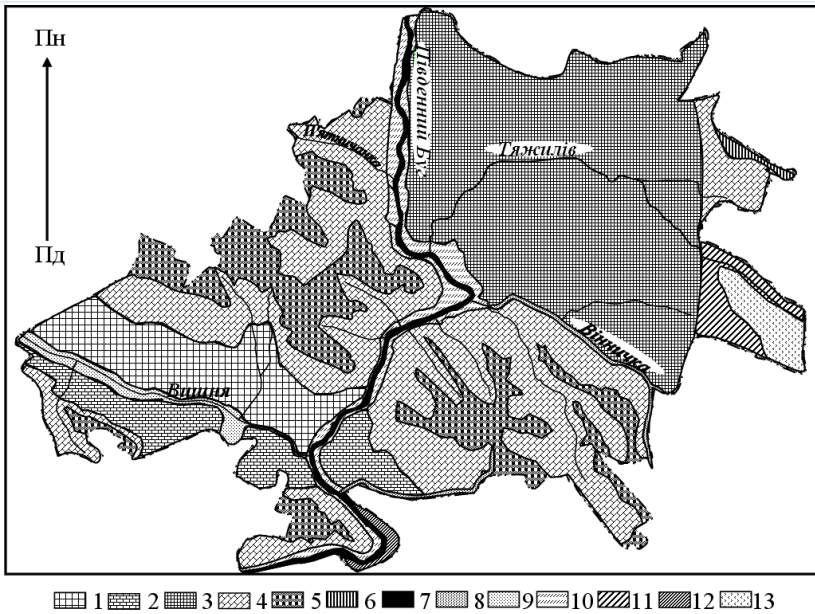 Пн
Пд
Південний Буг
П'ятничанка
Тяжилів
Вінничка
Вишня
1 2 3 4 5 6 7 8 9 10 11 12 13